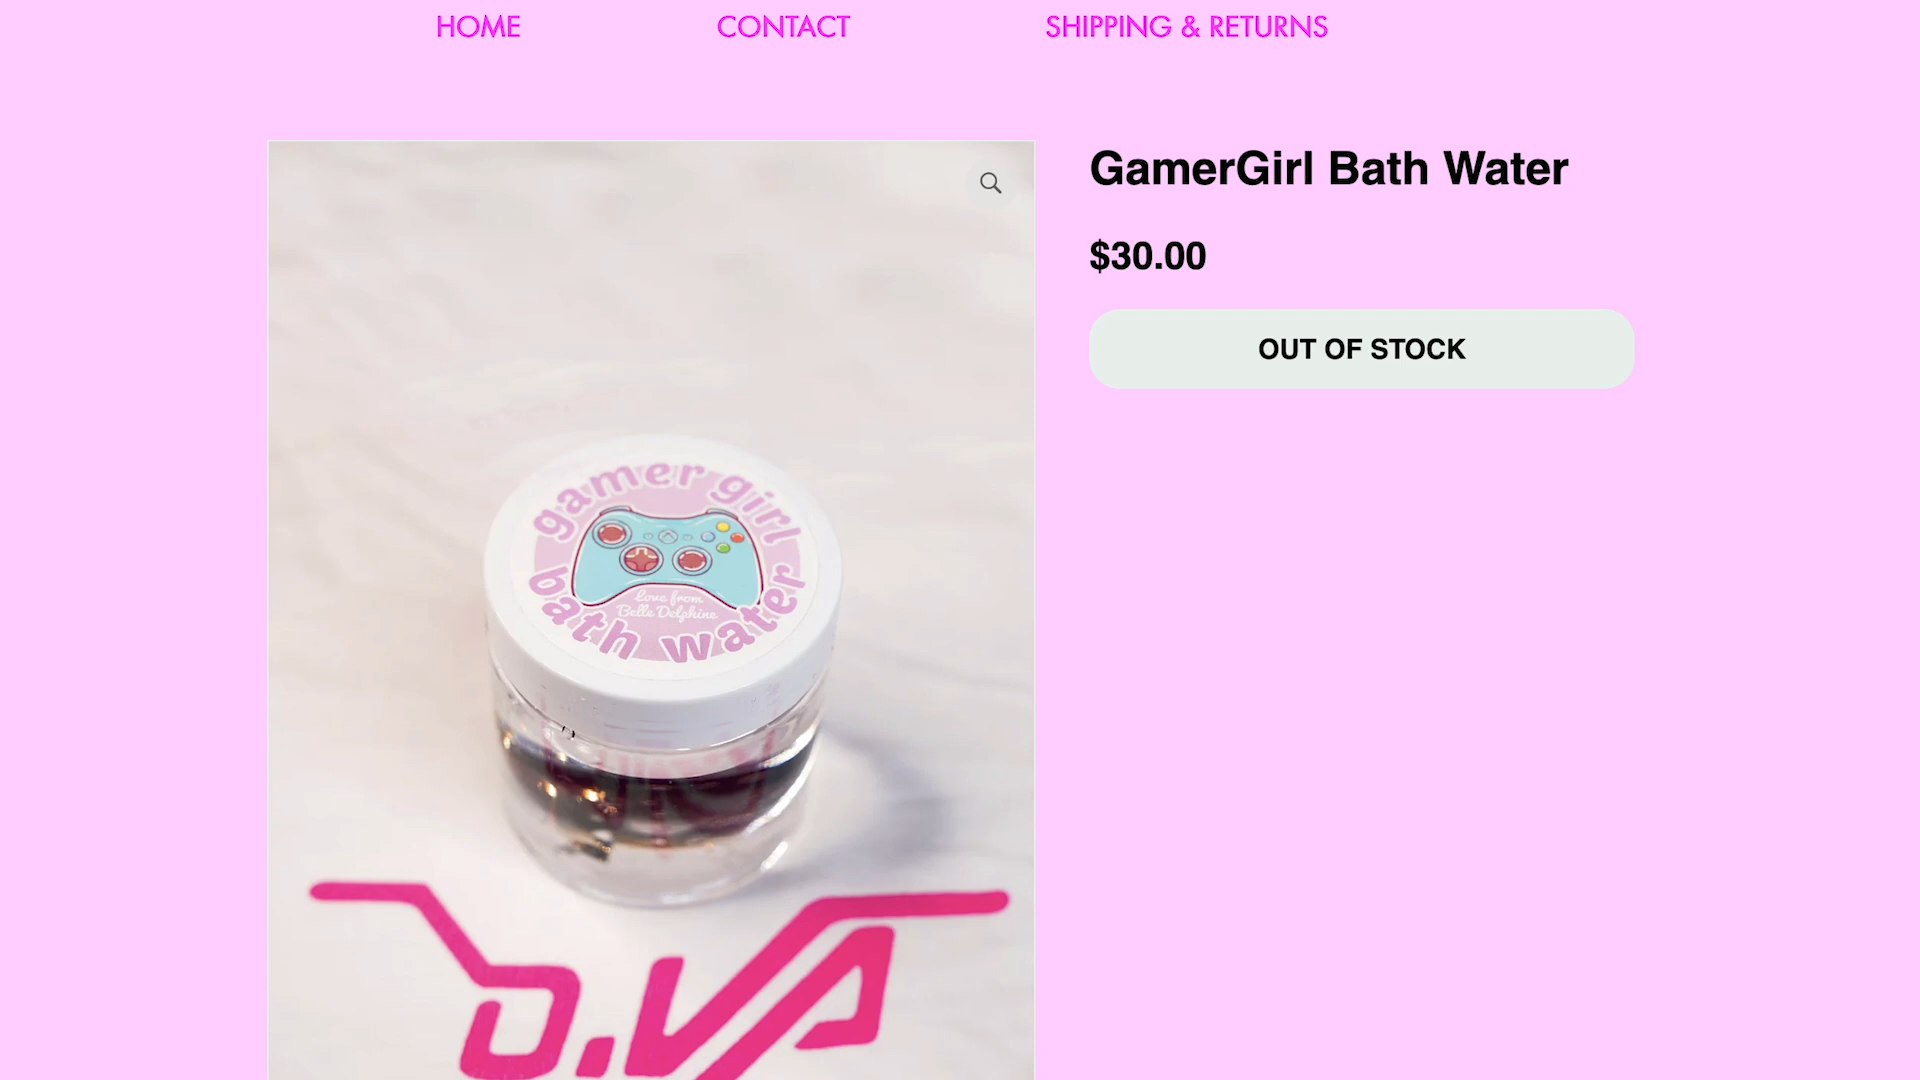 HOME CONTACT SHIPPING & RETURNS
GamerGirl Bath Water
$30.00
OUT OF STOCK
gamer girl
love from
Belle Delphine
bath water
D.VA